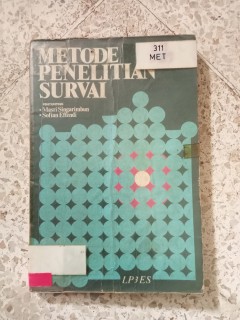 METODE
PENELITIAN
SURVAI
311
MET
• Masri Singarimbun
• Sofian Effendi
LP3ES